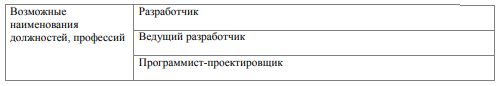 Возможные
наименования
должностей, профессий
Разработчик
Ведущий разработчик
Программист-проектировщик